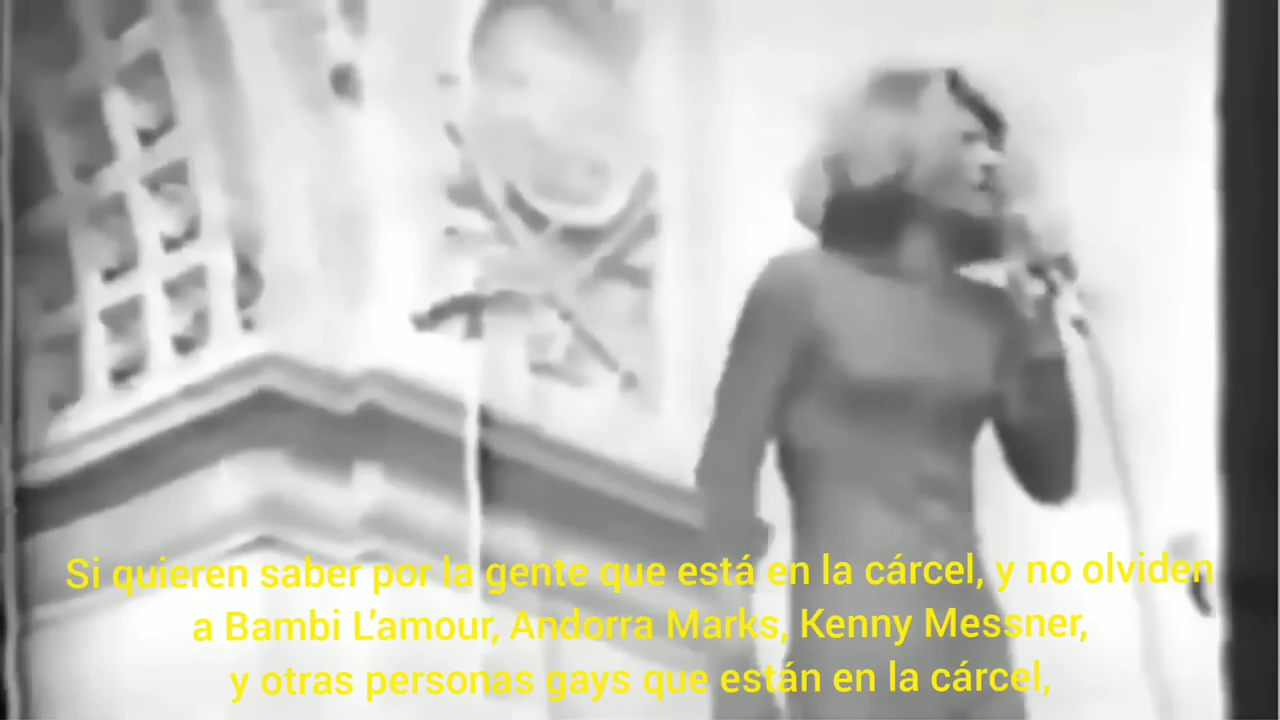 Si quieren saber por la gente que está en la cárcel, y no olviden
a Bambi L'amour, Andorra Marks, Kenny Messner,
y otras personas gays que están en la cárcel,